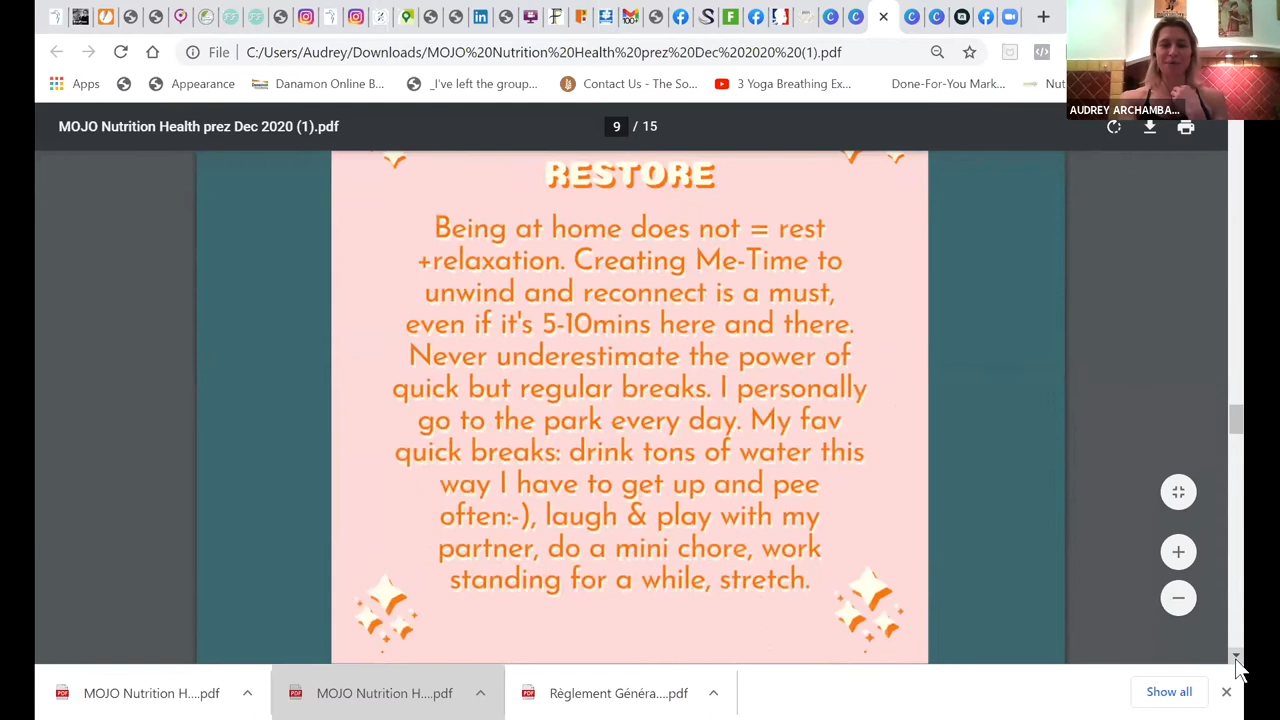 File
C:/Users/Audrey/Downloads/MOJO%20Nutrition%20Health%20prez%20Dec%202020%20(1).pdf
Apps
Appearance
Danamon Online B...
_I've left the group...
Contact Us - The So...
3 Yoga Breathing Ex...
Done-For-You Mark...
Nut
AUDREY ARCHAMBA...
MOJO Nutrition Health prez Dec 2020 (1).pdf
9 / 15
RESTORE
Being at home does not = rest
+relaxation. Creating Me-Time to
unwind and reconnect is a must,
even if it's 5-10mins here and there.
Never underestimate the power of
quick but regular breaks. I personally
go to the park every day. My fav
quick breaks: drink tons of water this
way I have to get up and pee
often:-), laugh & play with my
partner, do a mini chore, work
standing for a while, stretch.
MOJO Nutrition H....pdf
MOJO Nutrition H....pdf
Règlement Généra....pdf
Show all